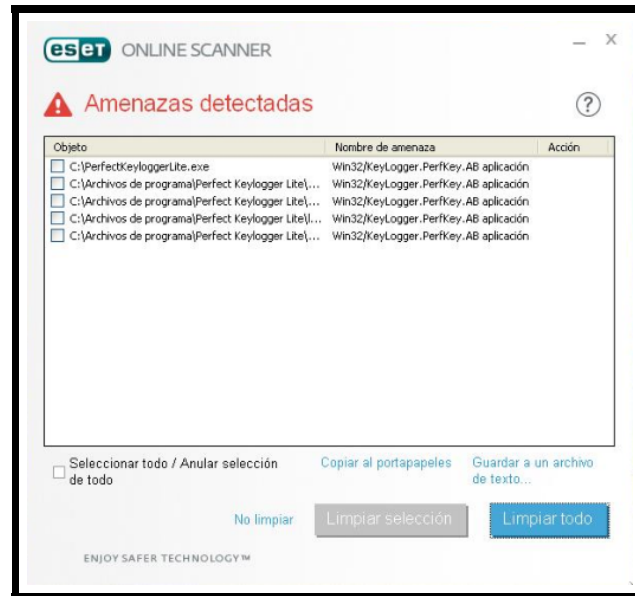 eset ONLINE SCANNER
Amenazas detectadas
Objeto Nombre de amenaza Acción
C:\PerfectKeyloggerLite.exe Win32/KeyLogger.PerfKey.AB aplicación
C:\Archivos de programa\Perfect Keylogger Lite\... Win32/KeyLogger.PerfKey.AB aplicación
C:\Archivos de programa\Perfect Keylogger Lite\... Win32/KeyLogger.PerfKey.AB aplicación
C:\Archivos de programa\Perfect Keylogger Lite\l... Win32/KeyLogger.PerfKey.AB aplicación
C:\Archivos de programa\Perfect Keylogger Lite\... Win32/KeyLogger.PerfKey.AB aplicación
Seleccionar todo / Anular selección de todo
Copiar al portapapeles
Guardar a un archivo de texto...
No limpiar
Limpiar selección
Limpiar todo
ENJOY SAFER TECHNOLOGY™